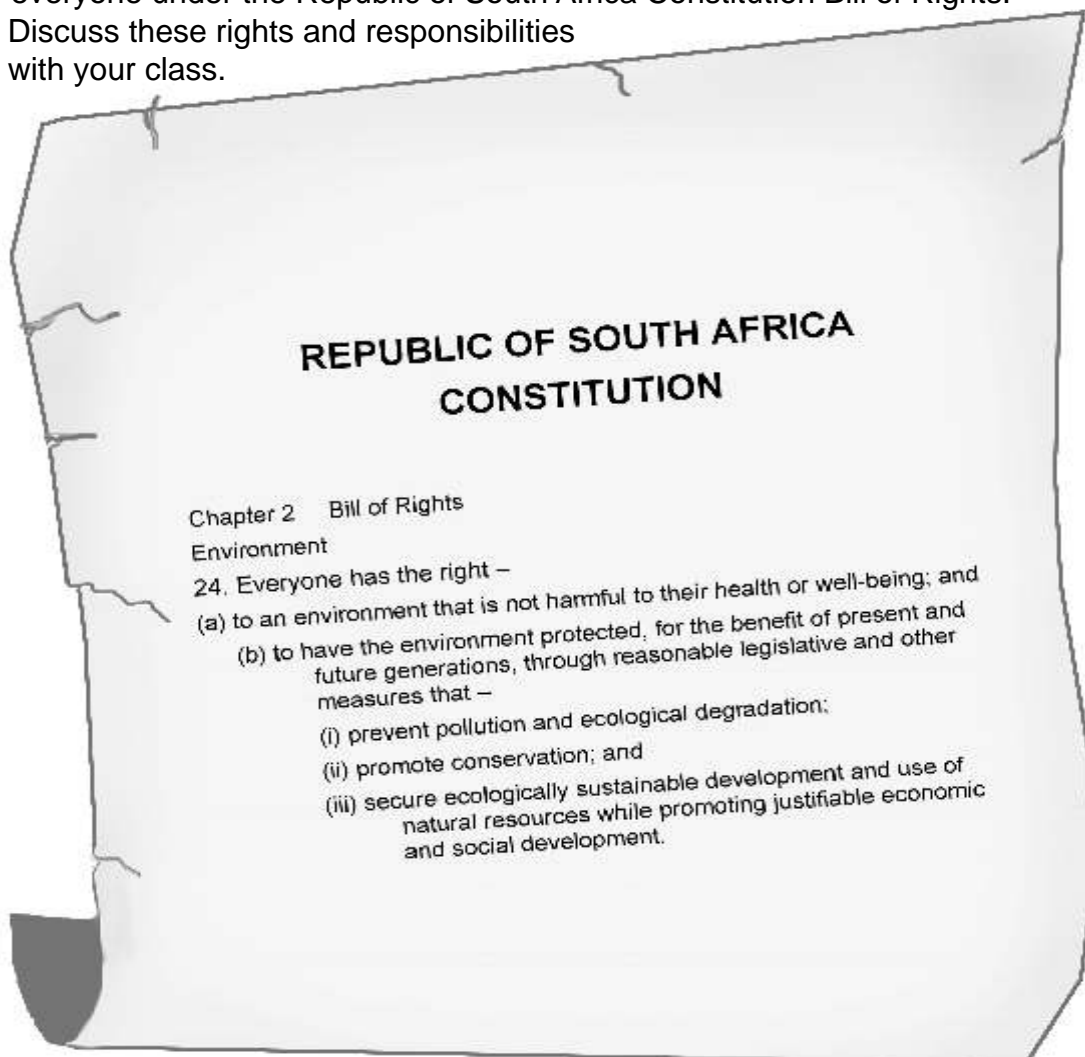 everyone under the Republic of South Africa Constitution Bill of Rights.
Discuss these rights and responsibilities
with your class.
REPUBLIC OF SOUTH AFRICA
CONSTITUTION
Chapter 2 Bill of Rights
Environment
24. Everyone has the right –
(a) to an environment that is not harmful to their health or well-being; and
(b) to have the environment protected, for the benefit of present and
future generations, through reasonable legislative and other
measures that –
(i) prevent pollution and ecological degradation;
(ii) promote conservation; and
(iii) secure ecologically sustainable development and use of
natural resources while promoting justifiable economic
and social development.